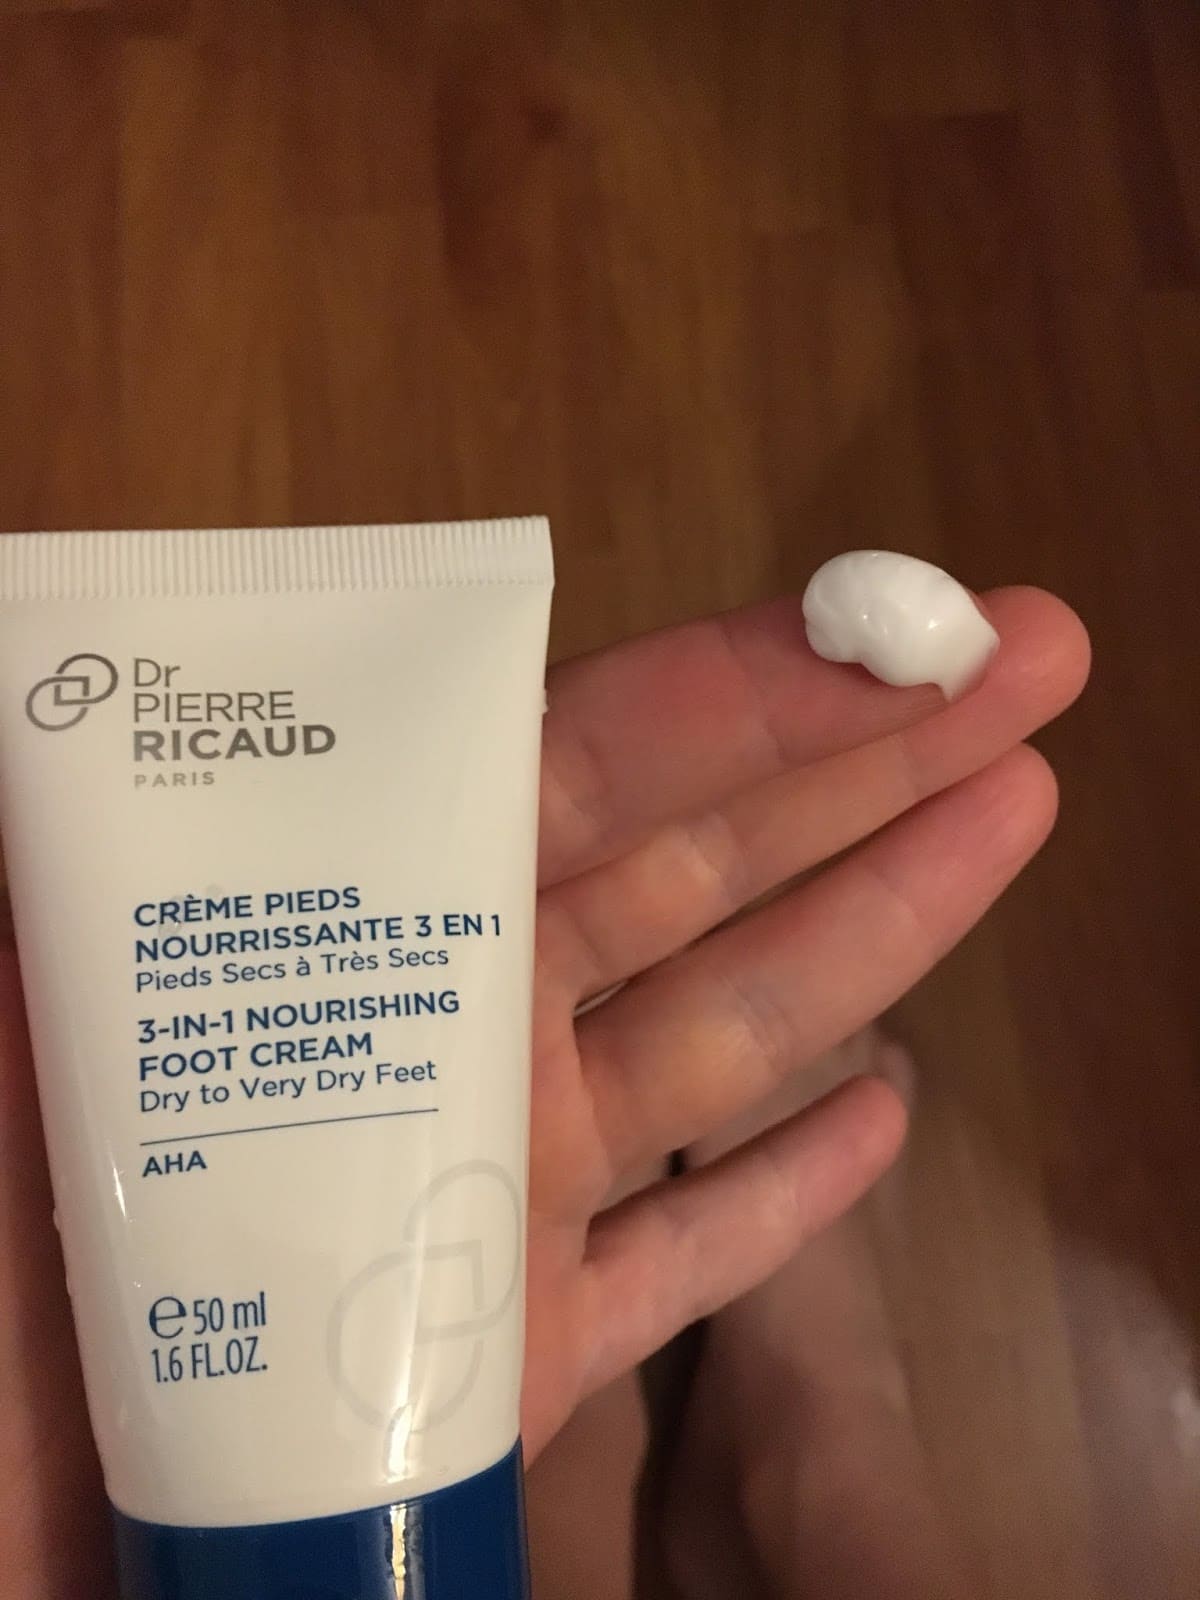 Dr
PIERRE
RICAUD
PARIS
CRÈME PIEDS
NOURRISSANTE 3 EN 1
Pieds Secs à Très Secs
3-IN-1 NOURISHING
FOOT CREAM
Dry to Very Dry Feet
AHA
℮ 50 ml
1.6 FL.OZ.